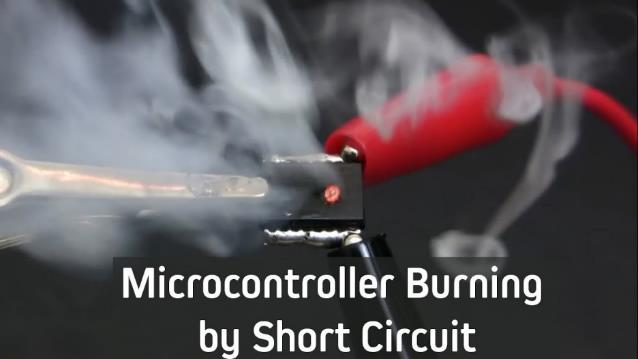 Microcontroller Burning
by Short Circuit